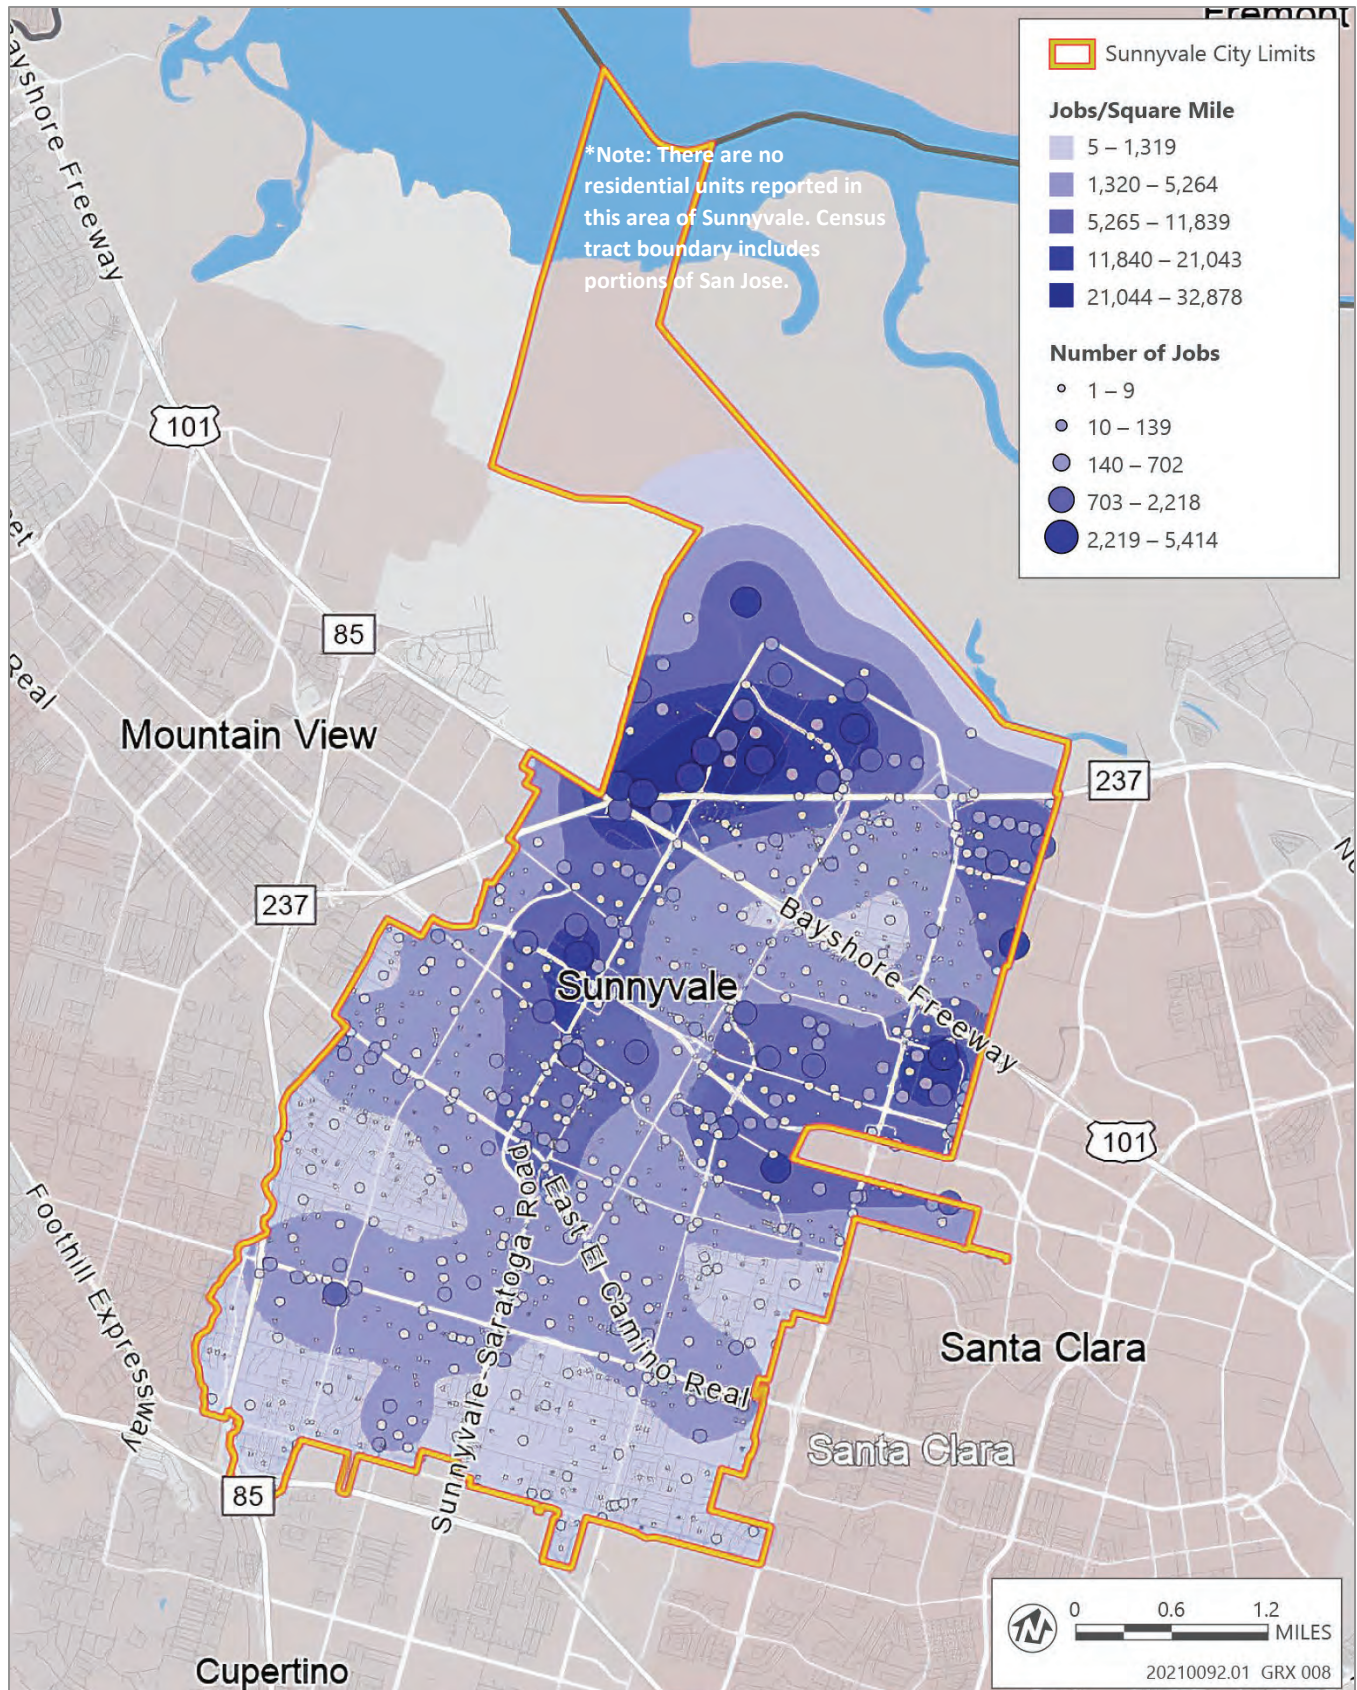 Fremont
Sunnyvale City Limits
Jobs/Square Mile
5 – 1,319
1,320 – 5,264
5,265 – 11,839
11,840 – 21,043
21,044 – 32,878
Number of Jobs
1 – 9
10 – 139
140 – 702
703 – 2,218
2,219 – 5,414
*Note: There are no
residential units reported in
this area of Sunnyvale. Census
tract boundary includes
portions of San Jose.
ayshore Freeway
101
et
85
Real
Mountain View
237
237
Bayshore Freeway
Sunnyvale
101
Foothill Expressway
Sunnyvale-Saratoga Road
East El Camino Real
Santa Clara
Santa Clara
85
Cupertino
0 0.6 1.2
MILES
20210092.01 GRX 008